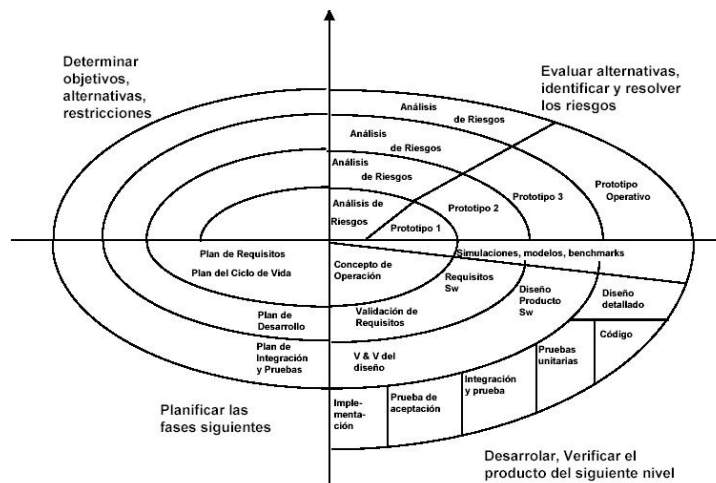 Determinar
objetivos,
alternativas,
restricciones
Evaluar alternativas,
identificar y resolver
los riesgos
Análisis
de Riesgos
Análisis
de Riesgos
Análisis
de Riesgos
Análisis de
Riesgos
Prototipo 1
Prototipo 2
Prototipo 3
Prototipo
Operativo
Simulaciones, modelos, benchmarks
Plan de Requisitos
Plan del Ciclo de Vida
Concepto de
Operación
Requisitos
Sw
Diseño
Producto
Sw
Diseño
detallado
Plan de
Desarrollo
Validación de
Requisitos
Plan de
Integración
y Pruebas
V & V del
diseño
Pruebas
unitarias
Código
Imple-
menta-
ción
Prueba de
aceptación
Integración
y prueba
Planificar las
fases siguientes
Desarrolar, Verificar el
producto del siguiente nivel